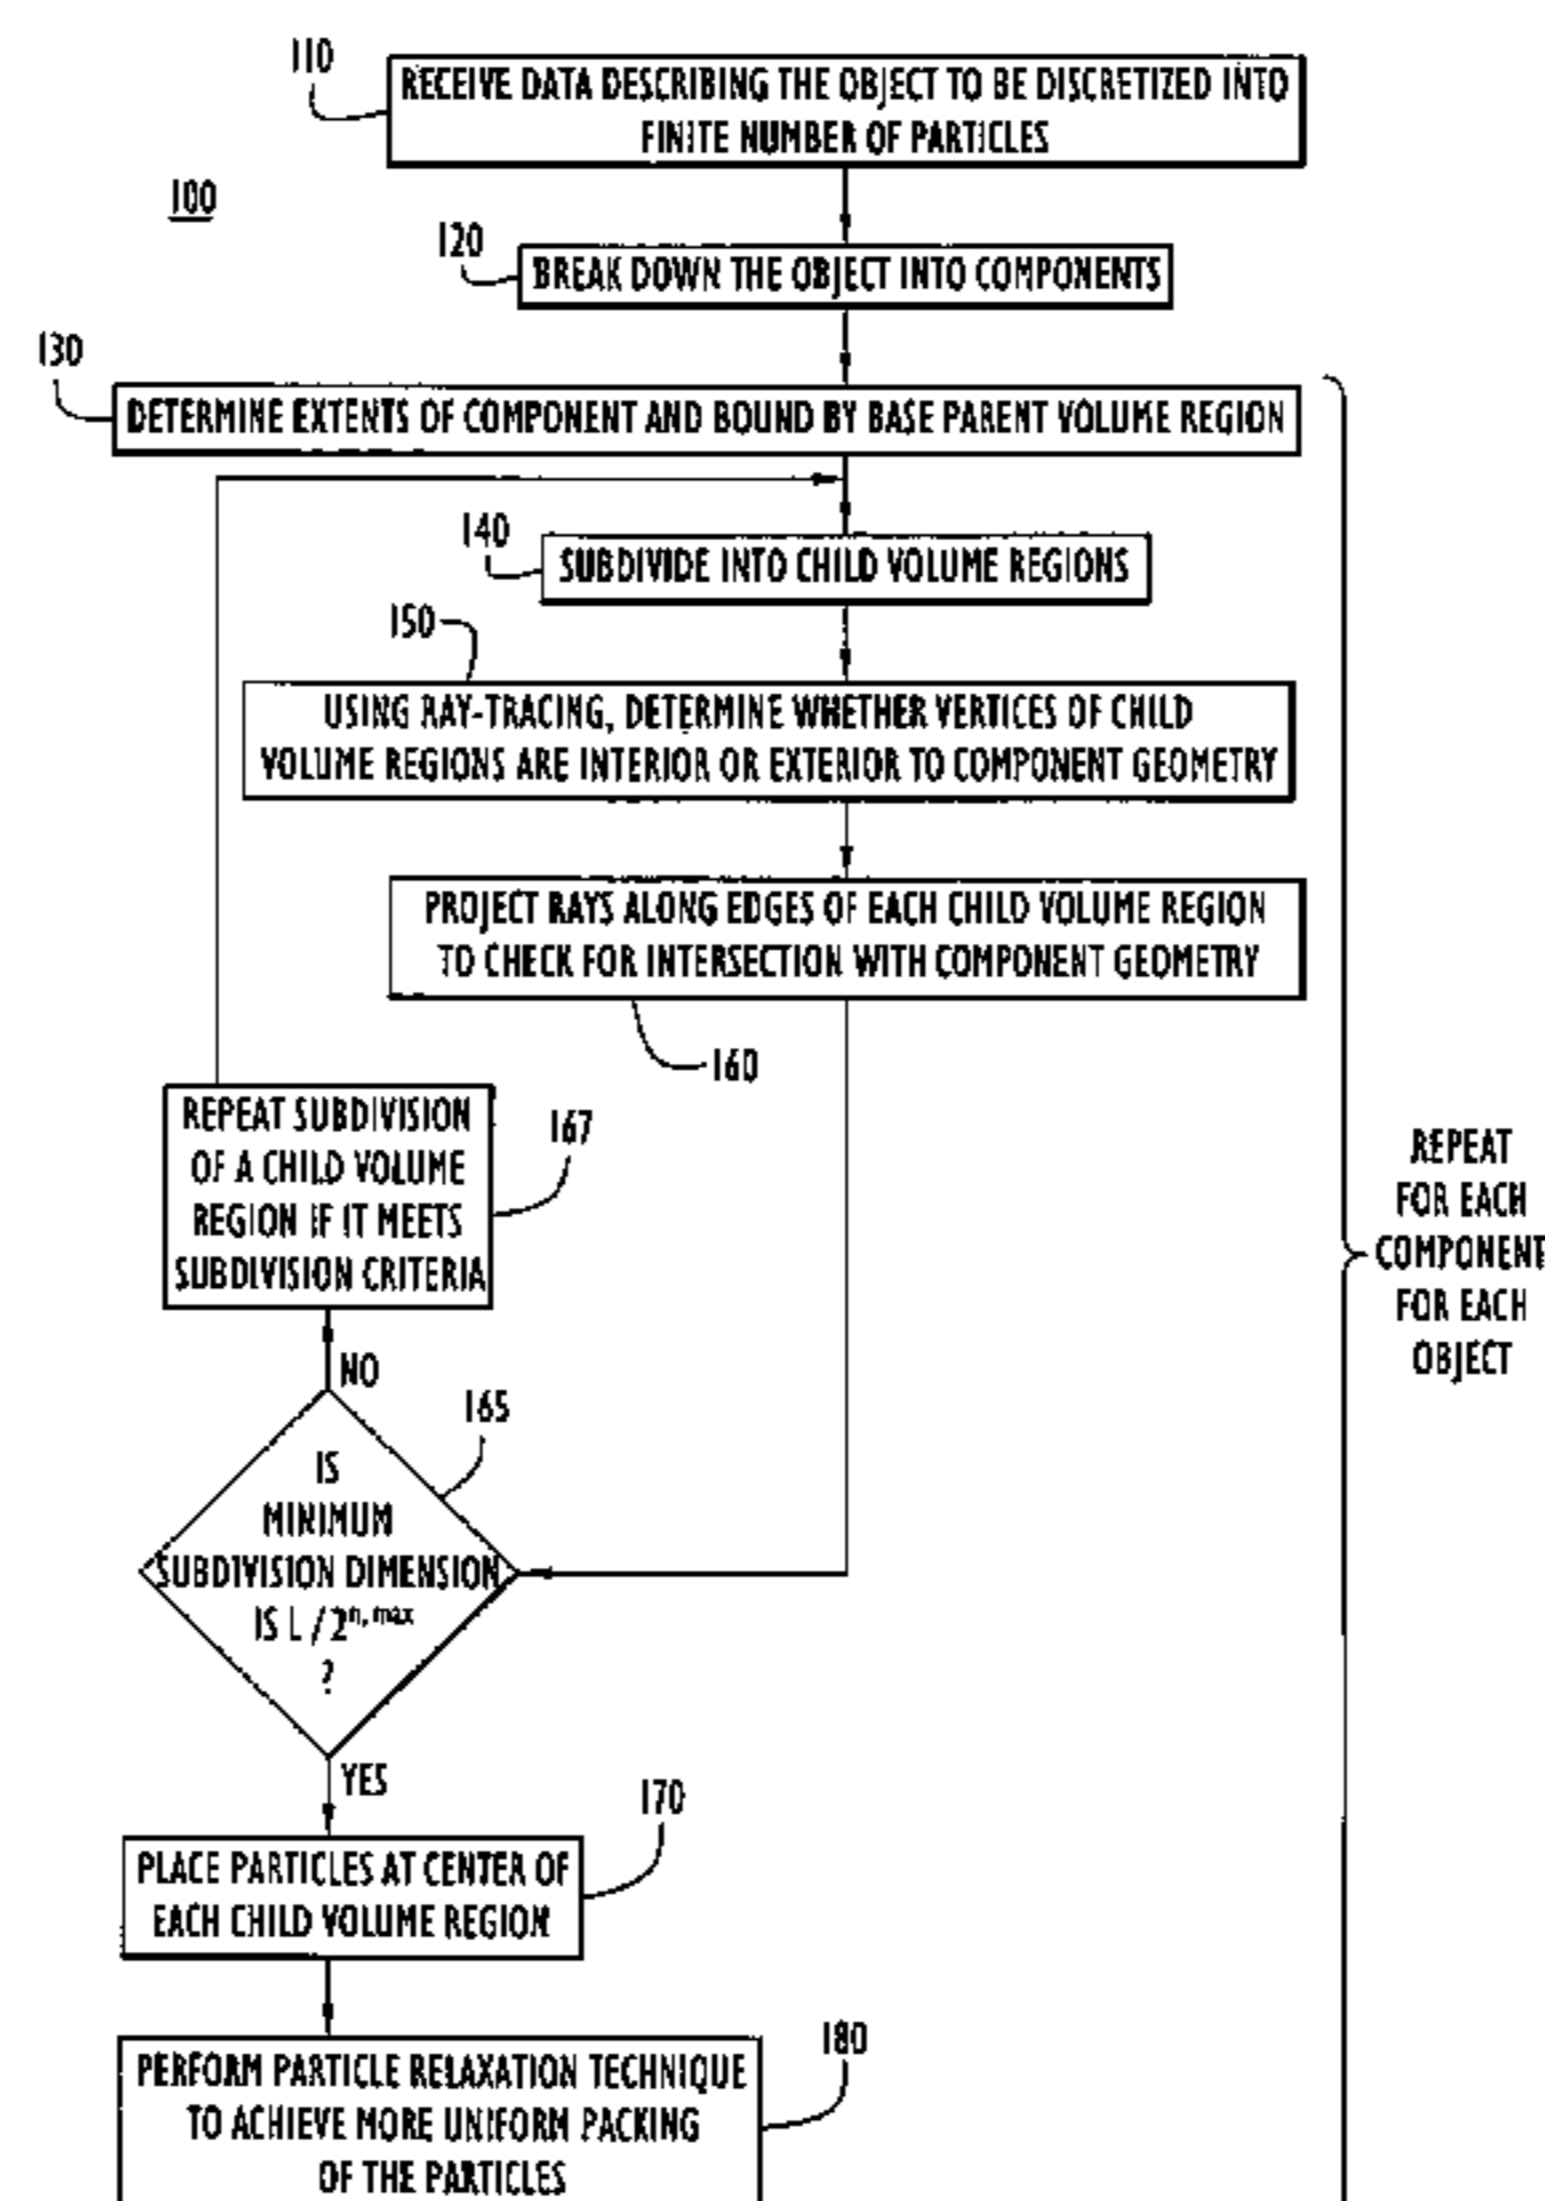 110
RECEIVE DATA DESCRIBING THE OBJECT TO BE DISCRETIZED INTO
FINITE NUMBER OF PARTICLES
100
120
BREAK DOWN THE OBJECT INTO COMPONENTS
130
DETERMINE EXTENTS OF COMPONENT AND BOUND BY BASE PARENT VOLUME REGION
140
SUBDIVIDE INTO CHILD VOLUME REGIONS
150
USING RAY-TRACING, DETERMINE WHETHER VERTICES OF CHILD
VOLUME REGIONS ARE INTERIOR OR EXTERIOR TO COMPONENT GEOMETRY
PROJECT RAYS ALONG EDGES OF EACH CHILD VOLUME REGION
TO CHECK FOR INTERSECTION WITH COMPONENT GEOMETRY
160
REPEAT SUBDIVISION
OF A CHILD VOLUME
REGION IF IT MEETS
SUBDIVISION CRITERIA
167
REPEAT
FOR EACH
COMPONENT
FOR EACH
OBJECT
NO
165
IS
MINIMUM
SUBDIVISION DIMENSION
IS L / 2^n, max
?
YES
170
PLACE PARTICLES AT CENTER OF
EACH CHILD VOLUME REGION
180
PERFORM PARTICLE RELAXATION TECHNIQUE
TO ACHIEVE MORE UNIFORM PACKING
OF THE PARTICLES